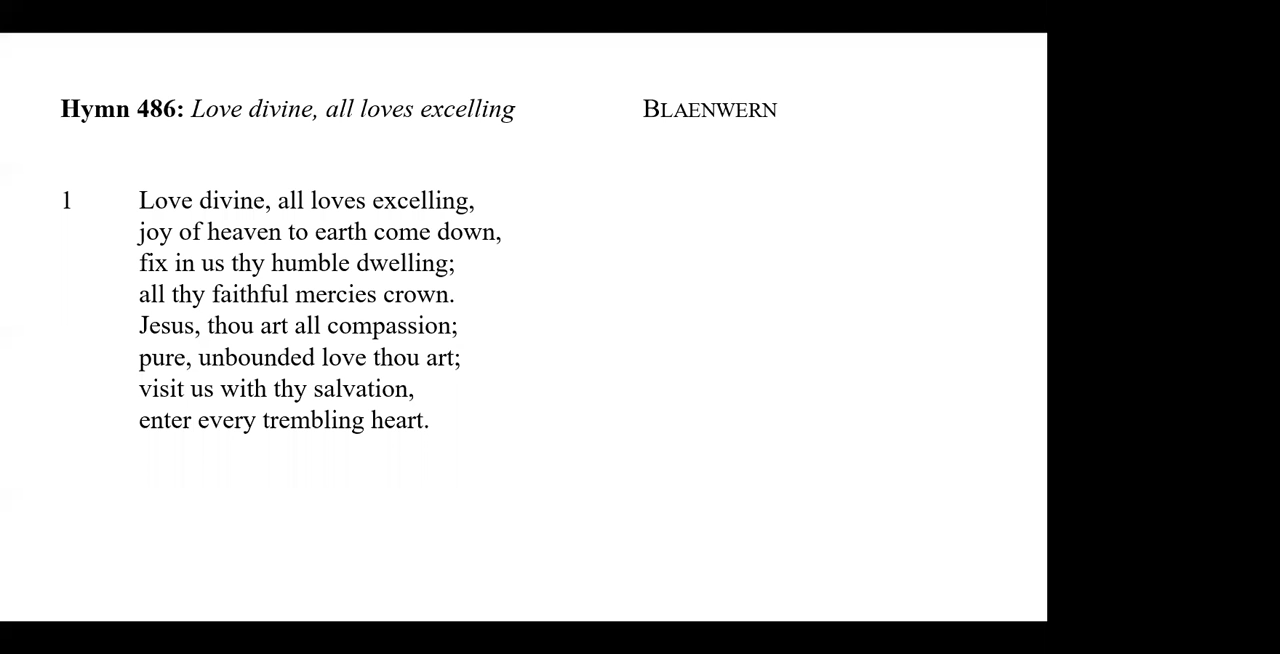 Hymn 486: Love divine, all loves excelling BLAENWERN
1 Love divine, all loves excelling,
joy of heaven to earth come down,
fix in us thy humble dwelling;
all thy faithful mercies crown.
Jesus, thou art all compassion;
pure, unbounded love thou art;
visit us with thy salvation,
enter every trembling heart.